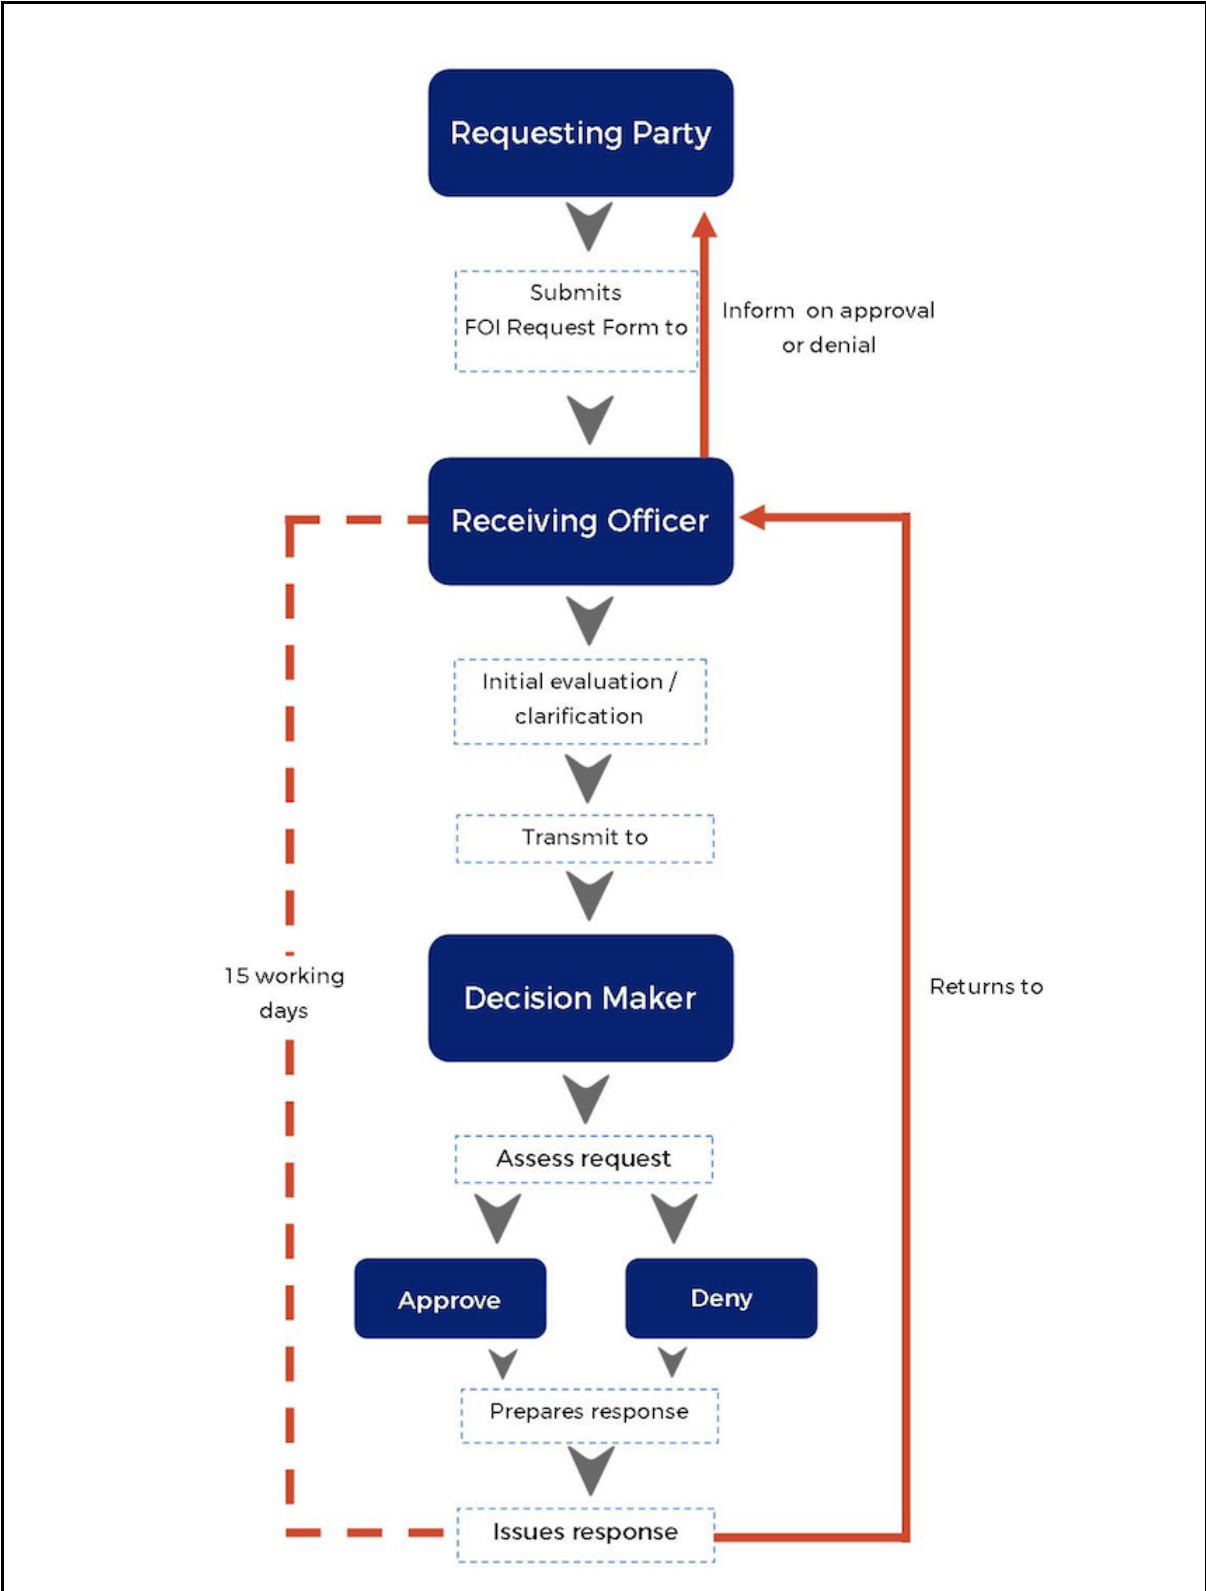 Requesting Party
Submits
FOI Request Form to
Inform on approval
or denial
Receiving Officer
Initial evaluation /
clarification
Transmit to
15 working
days
Decision Maker
Returns to
Assess request
Approve
Deny
Prepares response
Issues response